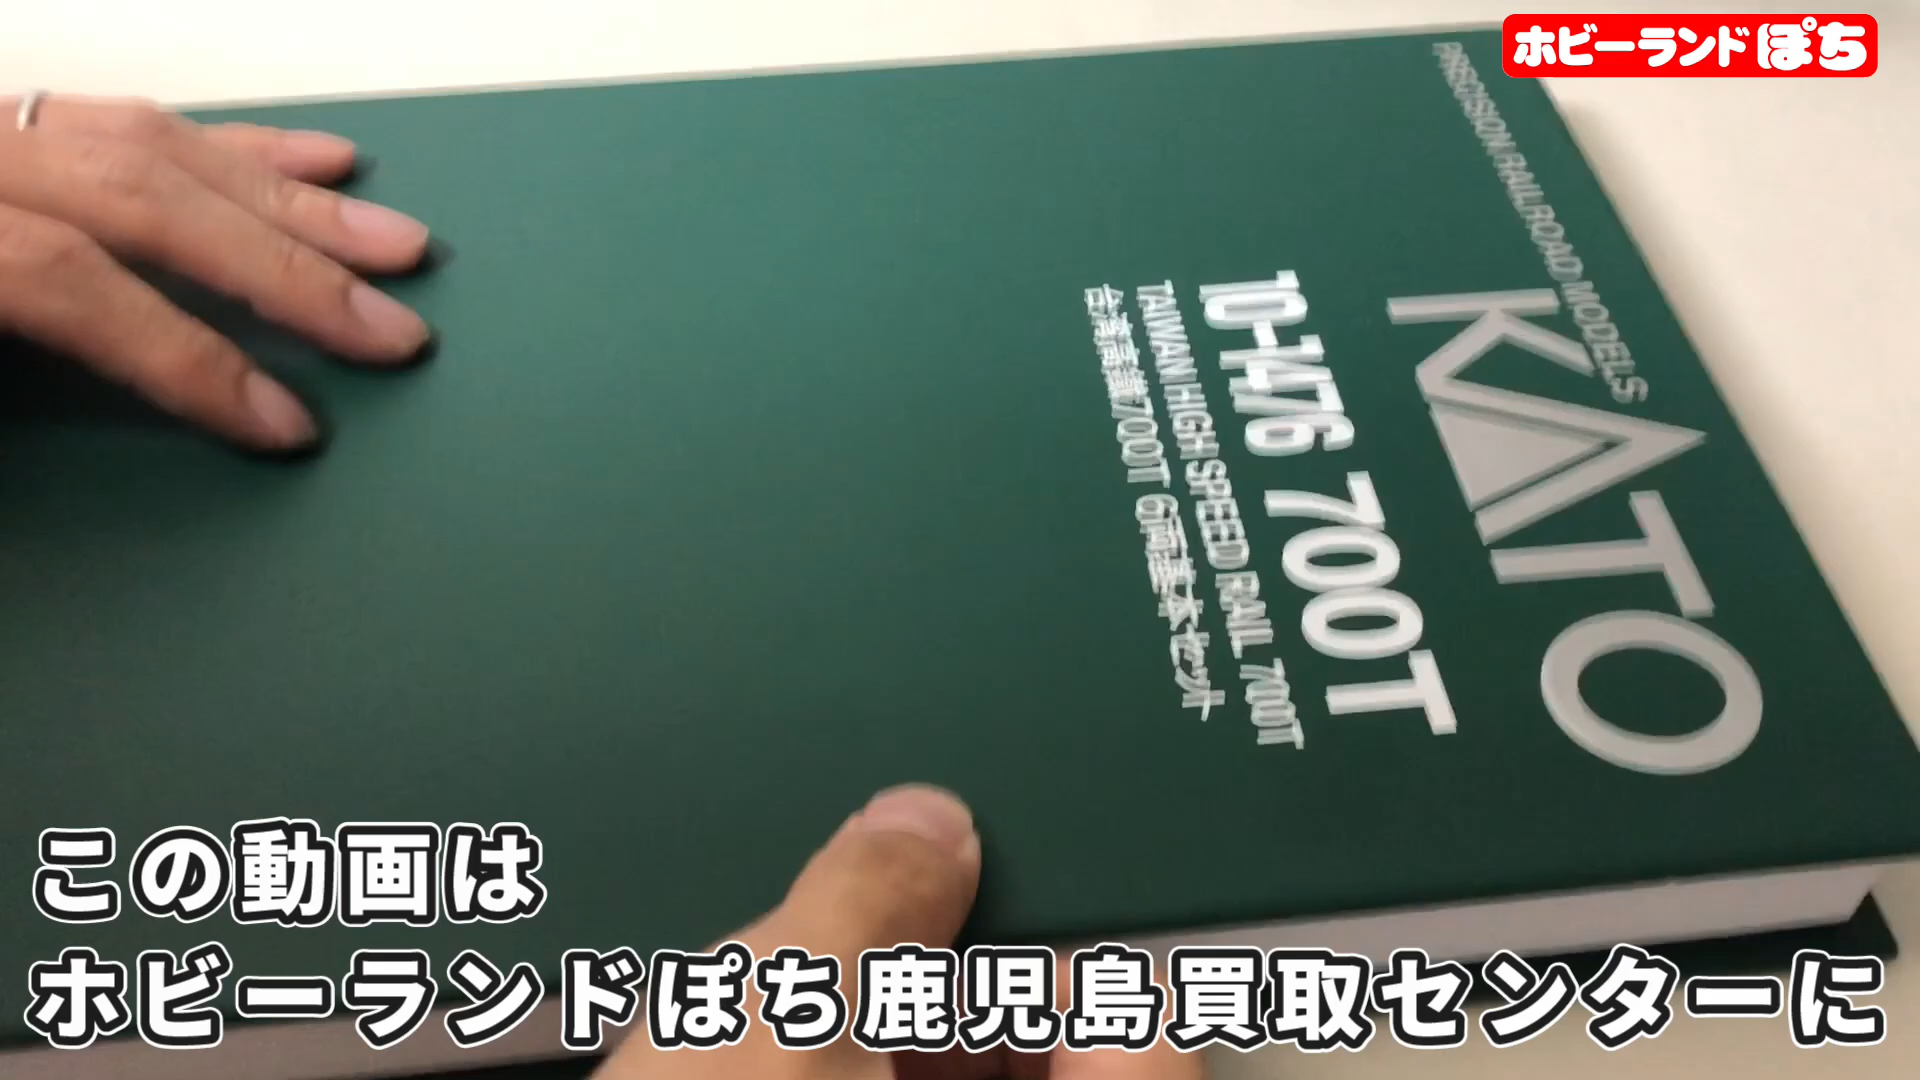 ホビーランドぽち
PRECISION RAILROAD MODELS
KATO
10-1476 700T
TAIWAN HIGH SPEED RAIL 700T
台湾高鐵700T 6両基本セット
この動画は
ホビーランドぽち鹿児島買取センターに